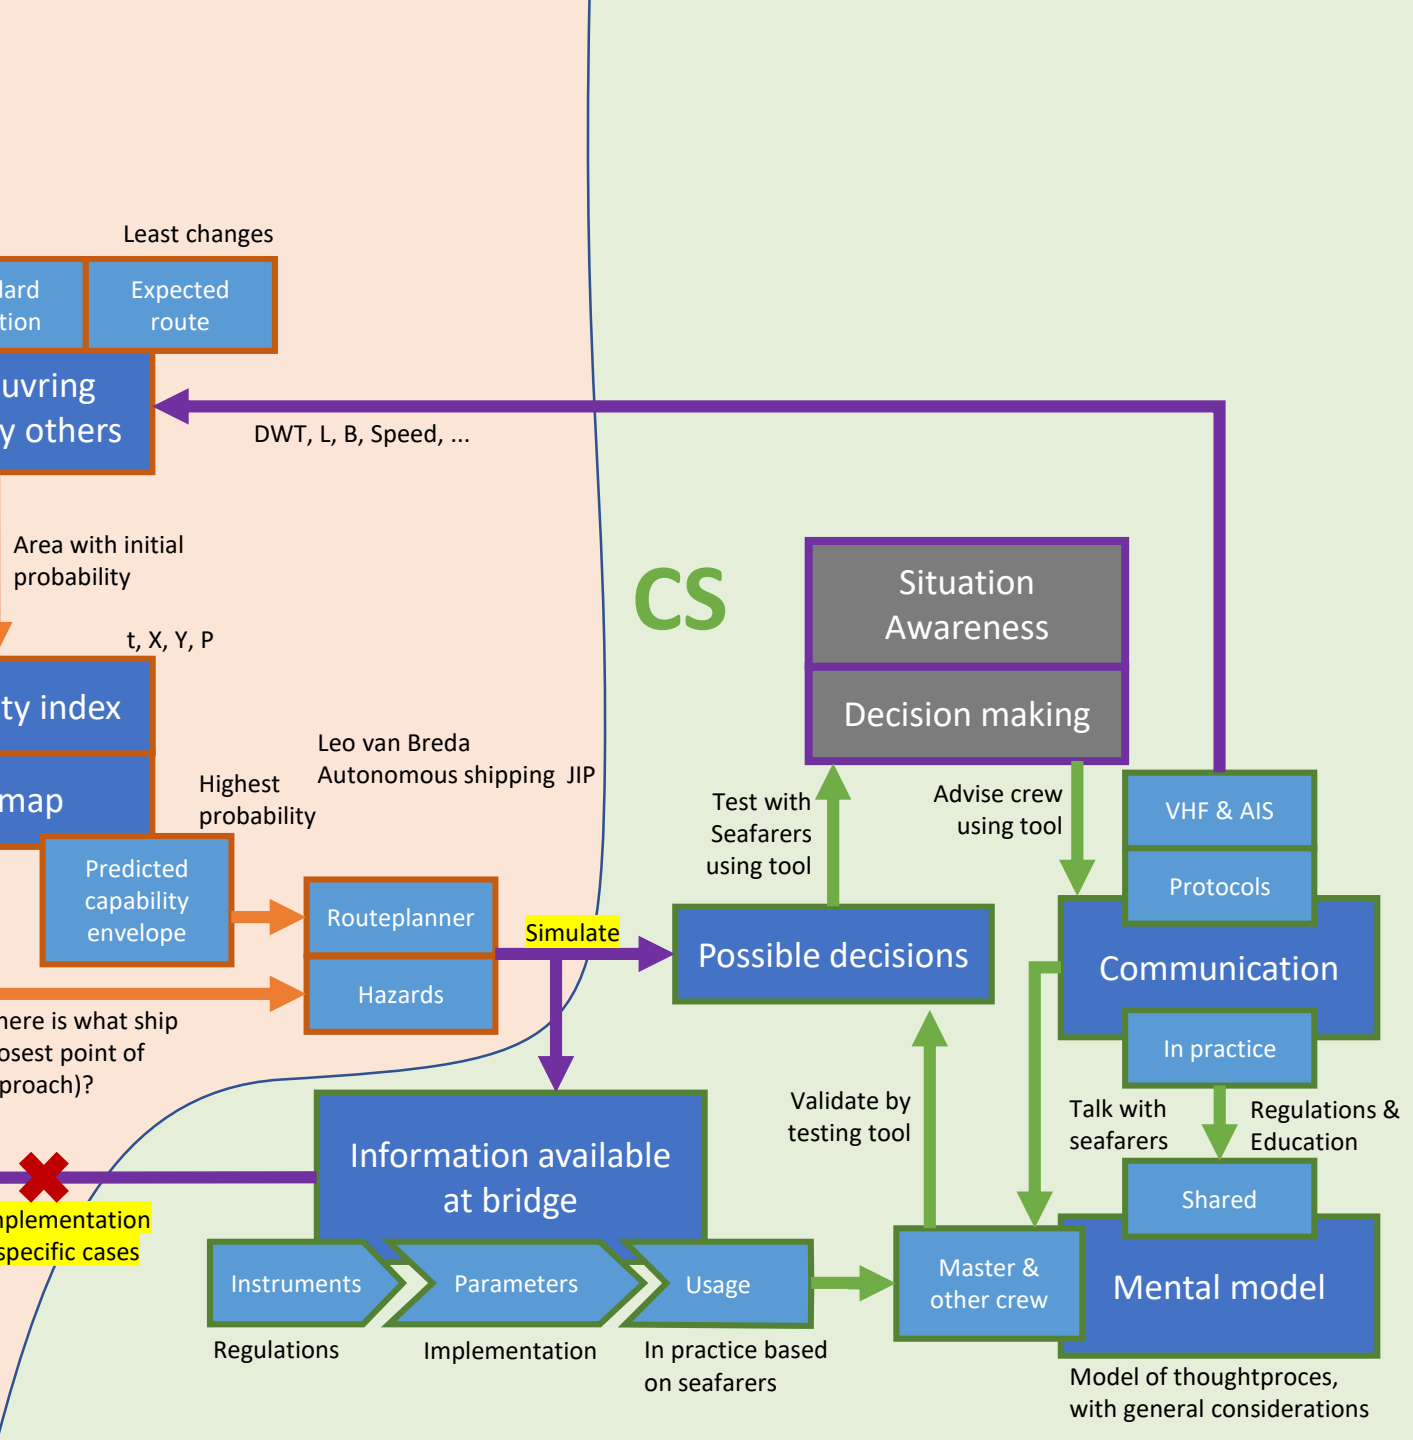 Least changes
Expected
route
uvring
y others
DWT, L, B, Speed, ...
Area with initial
probability
t, X, Y, P
ty index
map
Highest
probability
Leo van Breda
Autonomous shipping  JIP
Predicted
capability
envelope
Routeplanner
Hazards
Simulate
here is what ship
osest point of
proach)?
mplementation
specific cases
CS
Situation
Awareness
Decision making
Test with
Seafarers
using tool
Advise crew
using tool
VHF & AIS
Protocols
Possible decisions
Communication
In practice
Validate by
testing tool
Talk with
seafarers
Regulations &
Education
Shared
Information available
at bridge
Instruments
Parameters
Usage
Master &
other crew
Mental model
Regulations
Implementation
In practice based
on seafarers
Model of thoughtproces,
with general considerations